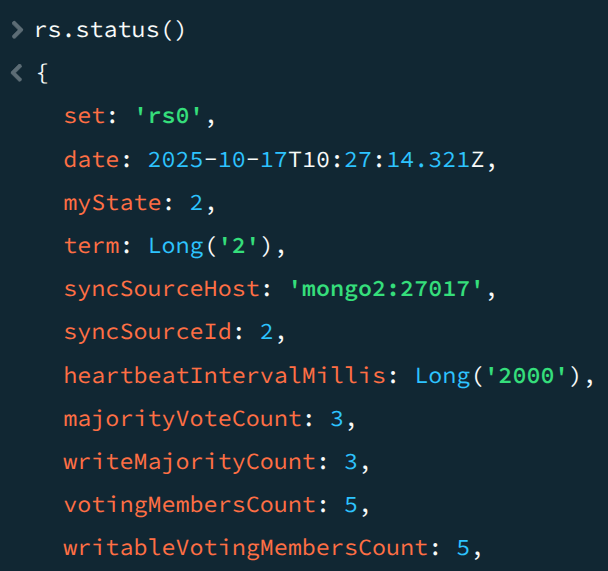 > rs.status()
< {
set: 'rs0',
date: 2025-10-17T10:27:14.321Z,
myState: 2,
term: Long('2'),
syncSourceHost: 'mongo2:27017',
syncSourceId: 2,
heartbeatIntervalMillis: Long('2000'),
majorityVoteCount: 3,
writeMajorityCount: 3,
votingMembersCount: 5,
writableVotingMembersCount: 5,